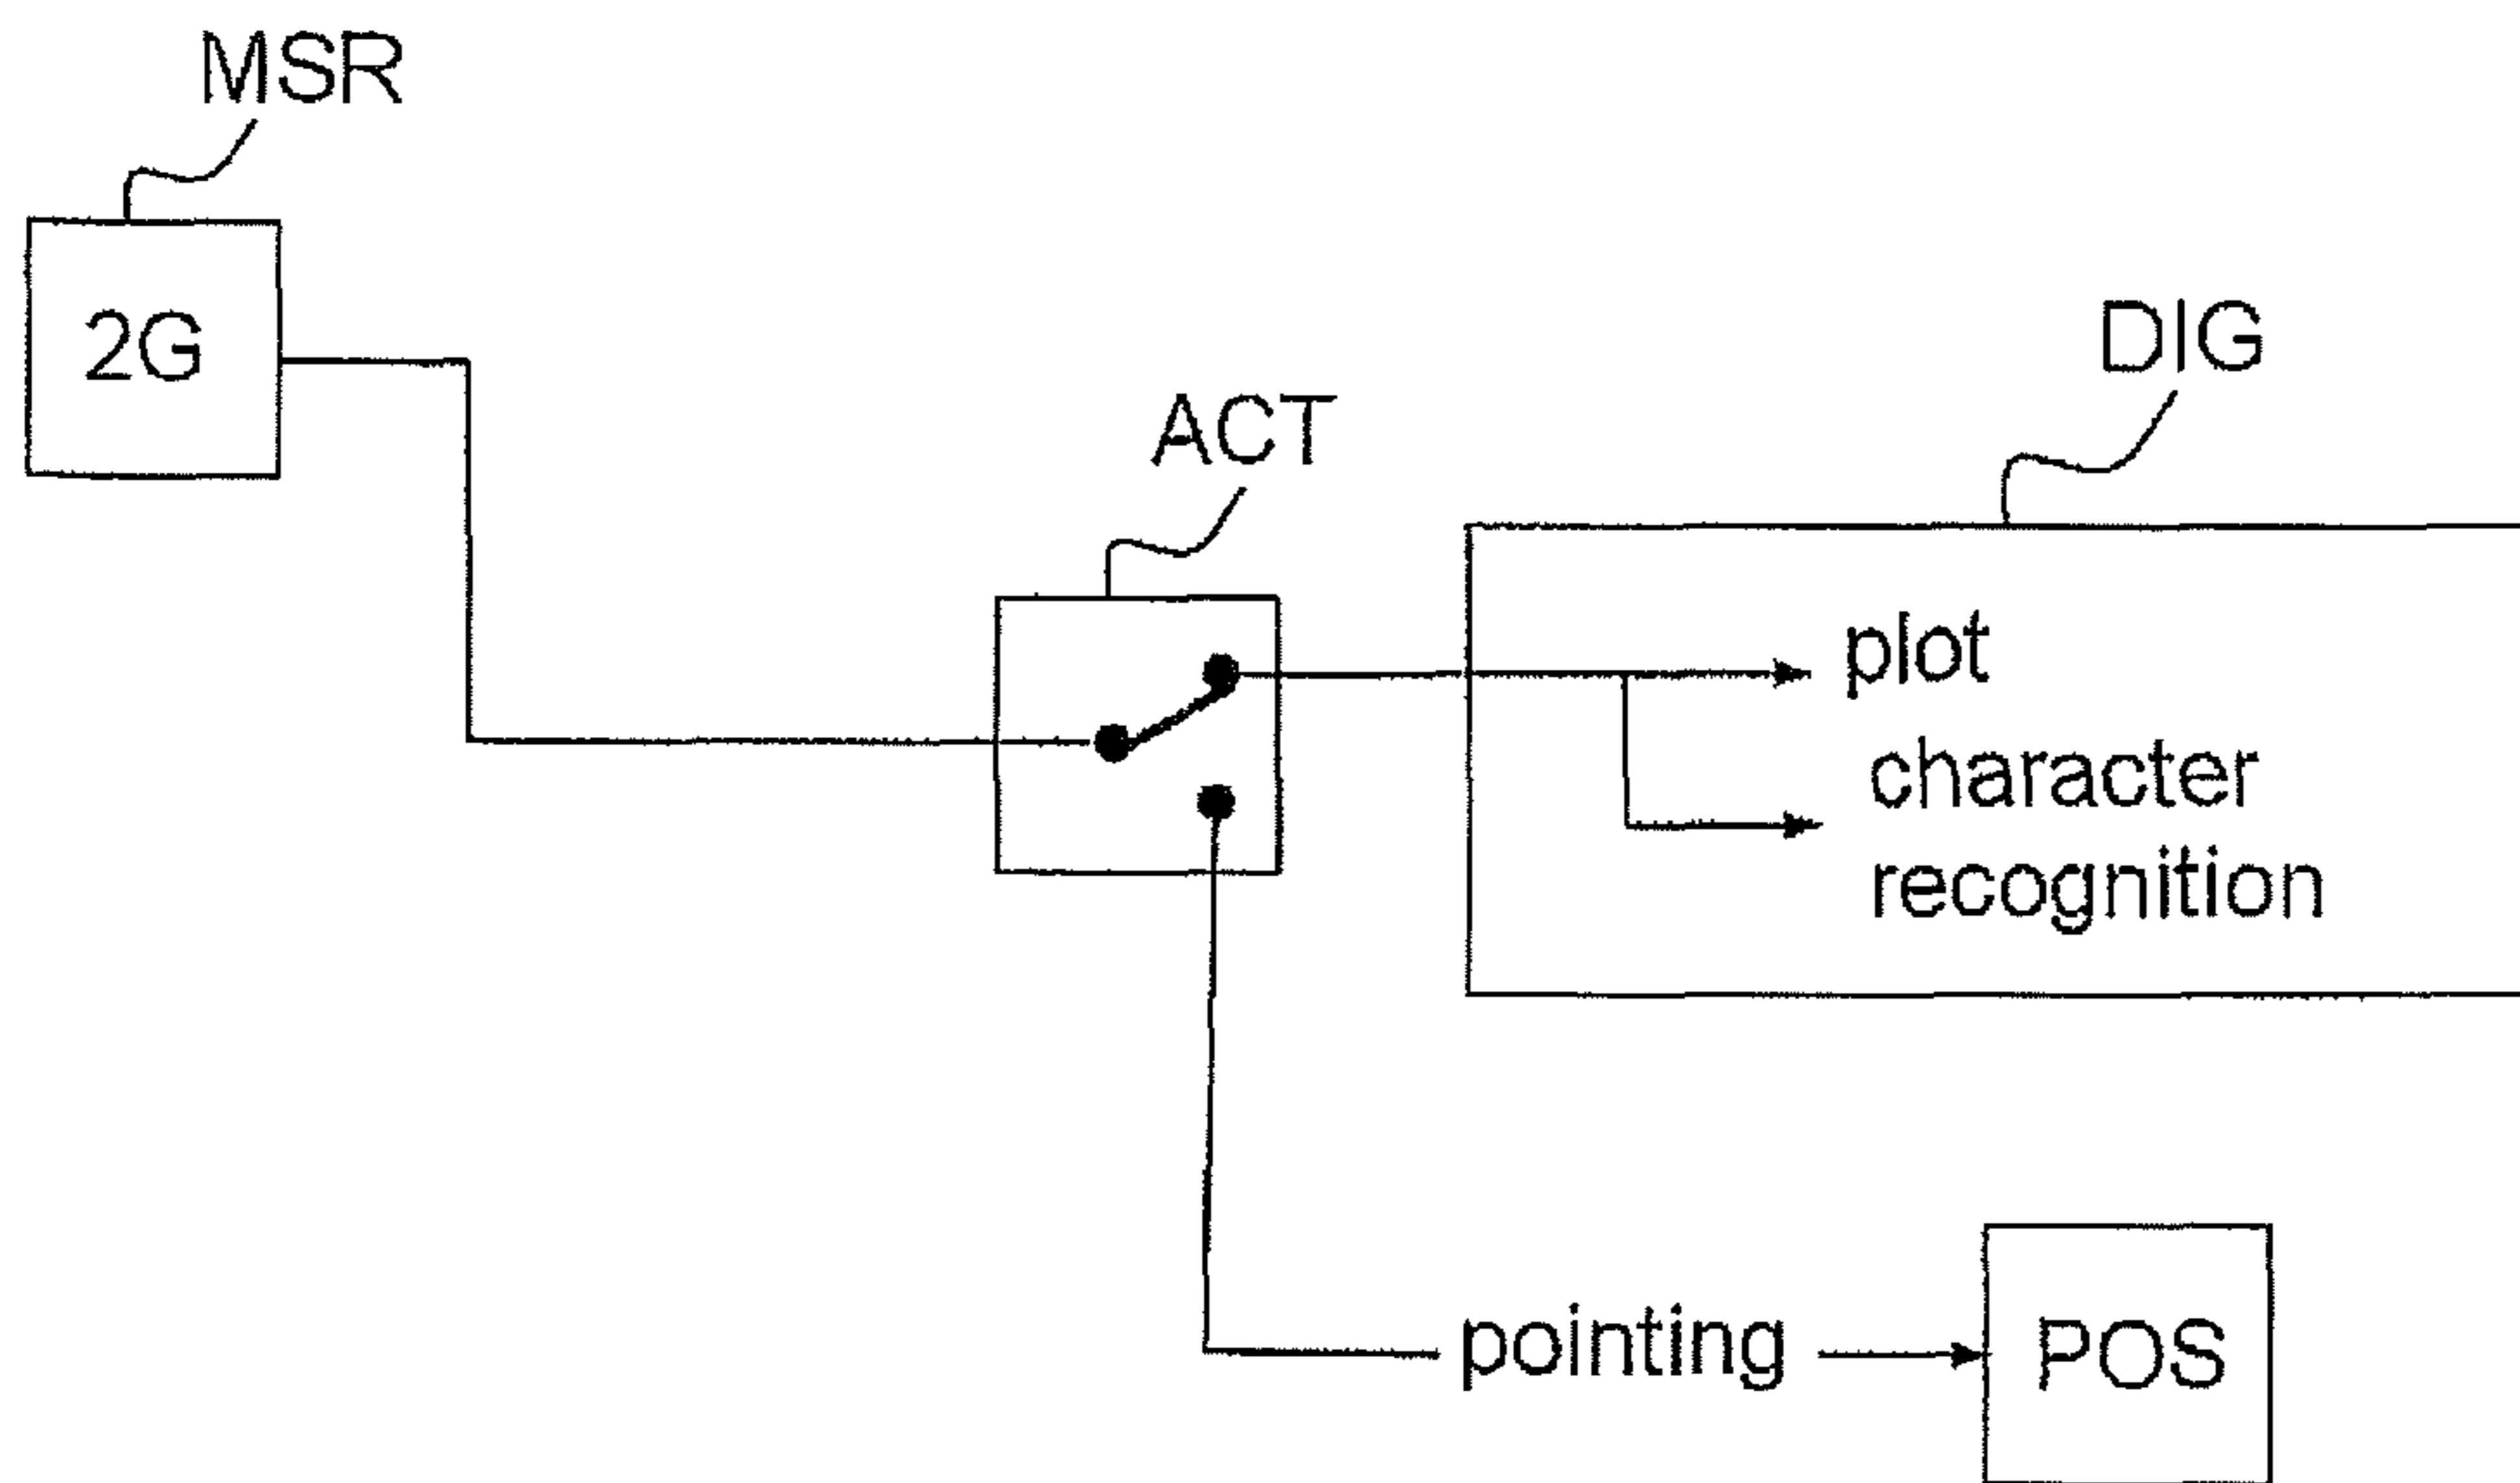 MSR
2G
ACT
DIG
plot
character
recognition
pointing
POS